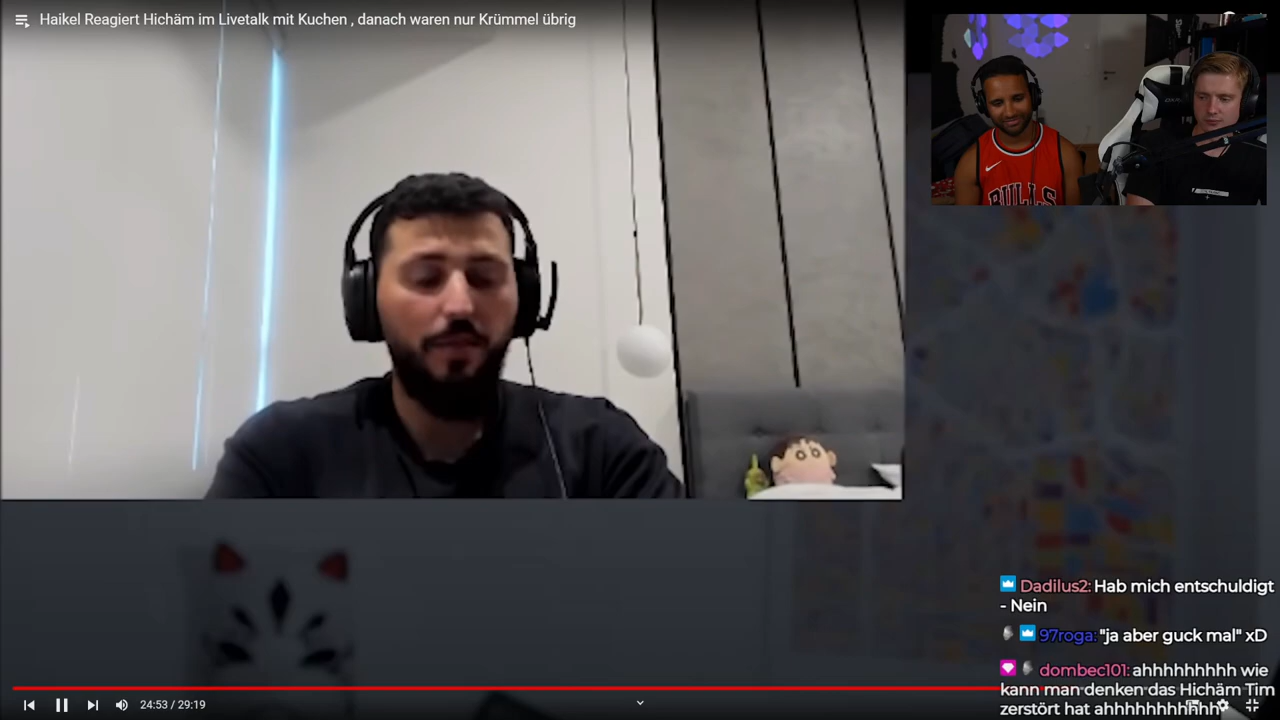 Haikel Reagiert Hichäm im Livetalk mit Kuchen , danach waren nur Krümmel übrig
BULLS
Dadilus2: Hab mich entschuldigt
- Nein
97roga: "ja aber guck mal" xD
dombec101: ahhhhhhhhh wie
kann man denken das Hichäm Tim
zerstört hat ahhhhhhhhhhh
24:53 / 29:19